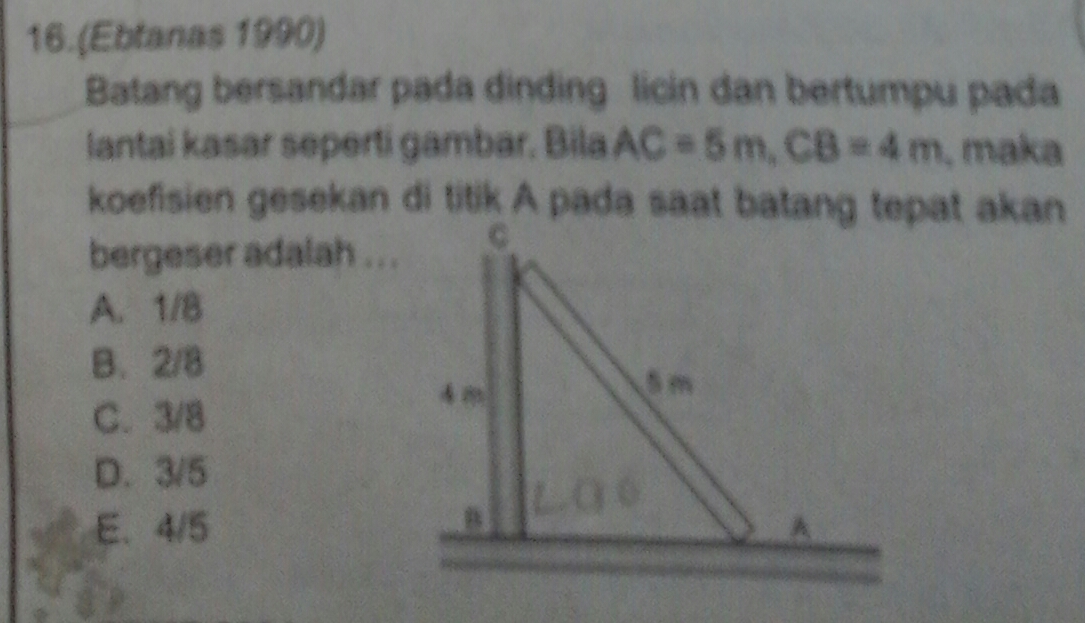 16.(Ebtanas 1990)
Batang bersandar pada dinding licin dan bertumpu pada
lantai kasar seperti gambar. Bila AC = 5 m, CB = 4 m, maka
koefisien gesekan di titik A pada saat batang tepat akan
bergeser adalah ...
C
A. 1/8
B. 2/8
4 m
5 m
C. 3/8
D. 3/5
B
A
E. 4/5